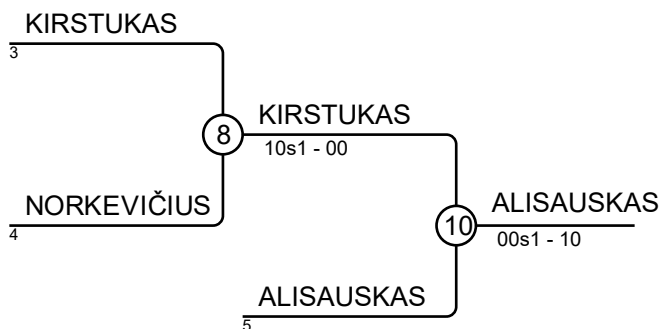 KIRSTUKAS
3
8
KIRSTUKAS
10s1 - 00
NORKEVIČIUS
4
10
ALISAUSKAS
00s1 - 10
ALISAUSKAS
5